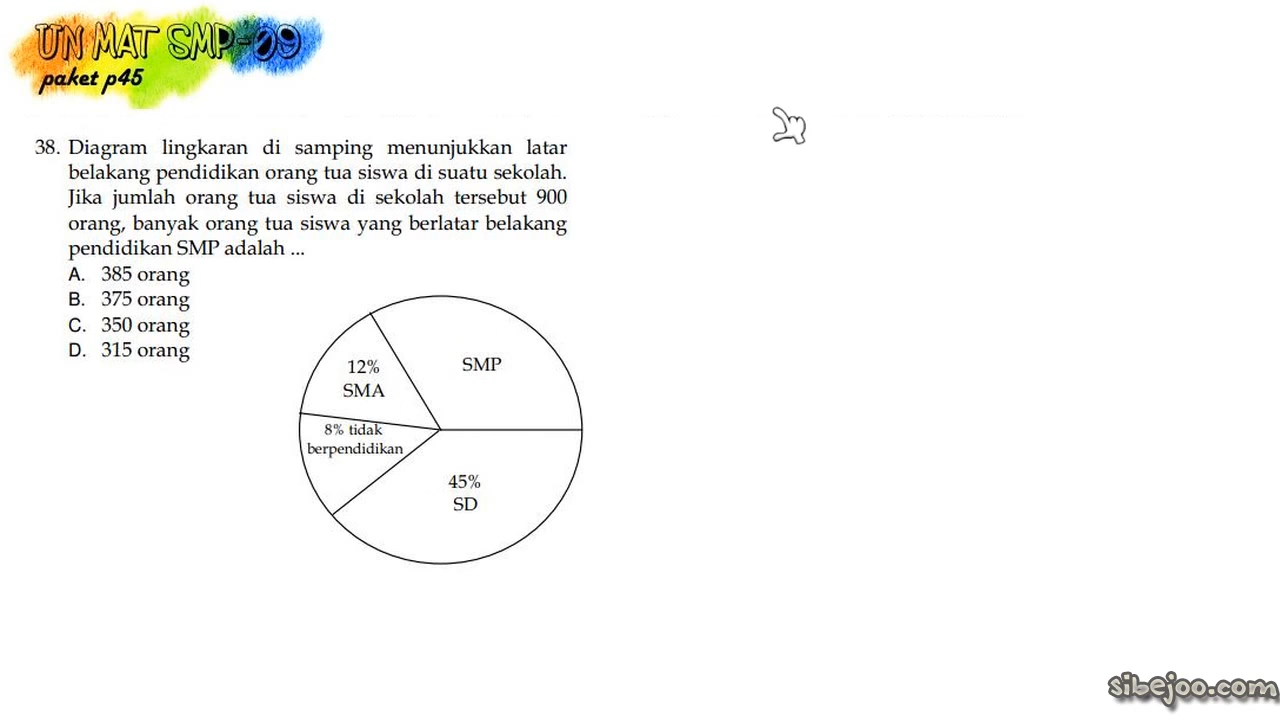 UN MAT SMP-09
paket p45
38. Diagram lingkaran di samping menunjukkan latar
belakang pendidikan orang tua siswa di suatu sekolah.
Jika jumlah orang tua siswa di sekolah tersebut 900
orang, banyak orang tua siswa yang berlatar belakang
pendidikan SMP adalah ...
A. 385 orang
B. 375 orang
C. 350 orang
D. 315 orang
SMP
12%
SMA
8% tidak
berpendidikan
45%
SD
sibejoo.com